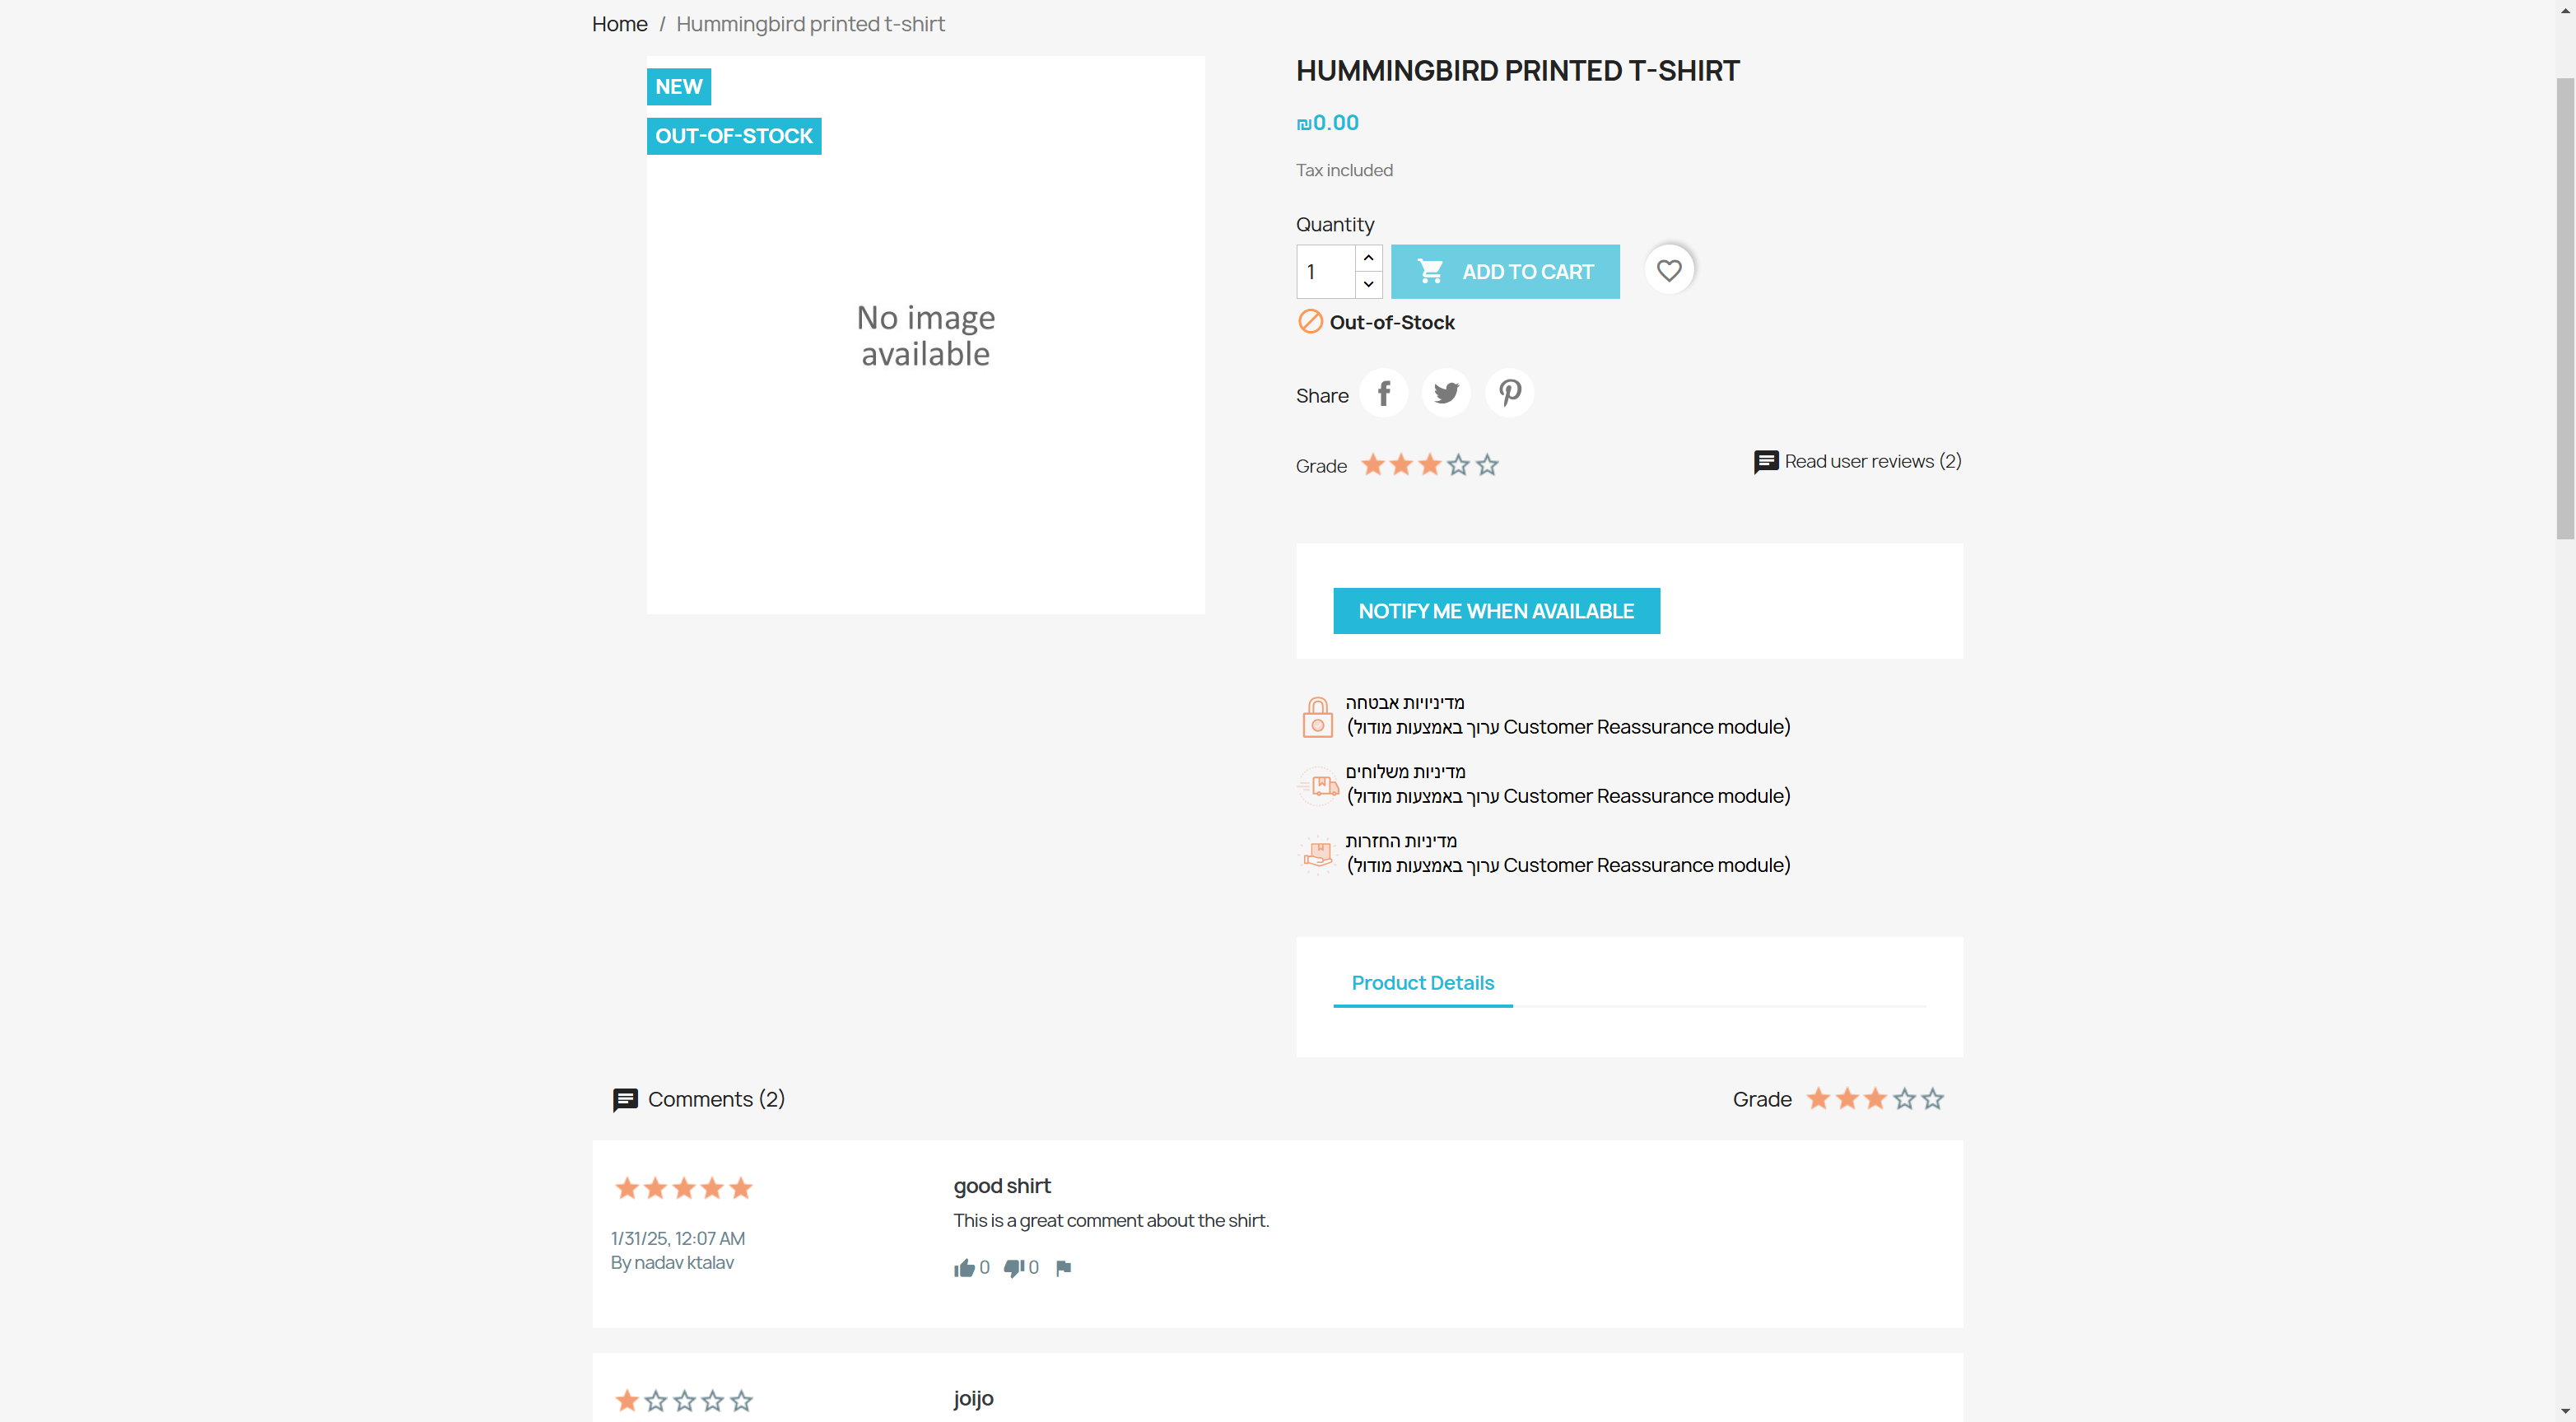 Home / Hummingbird printed t-shirt
NEW
OUT-OF-STOCK
No image
available
HUMMINGBIRD PRINTED T-SHIRT
₪0.00
Tax included
Quantity
1
ADD TO CART
Out-of-Stock
Share
Grade
Read user reviews (2)
NOTIFY ME WHEN AVAILABLE
מדיניויות אבטחה
(ערוך באמצעות מודול Customer Reassurance module)
מדיניות משלוחים
(ערוך באמצעות מודול Customer Reassurance module)
מדיניות החזרות
(ערוך באמצעות מודול Customer Reassurance module)
Product Details
Comments (2)
Grade
1/31/25, 12:07 AM
By nadav ktalav
good shirt
This is a great comment about the shirt.
0 0
joijo